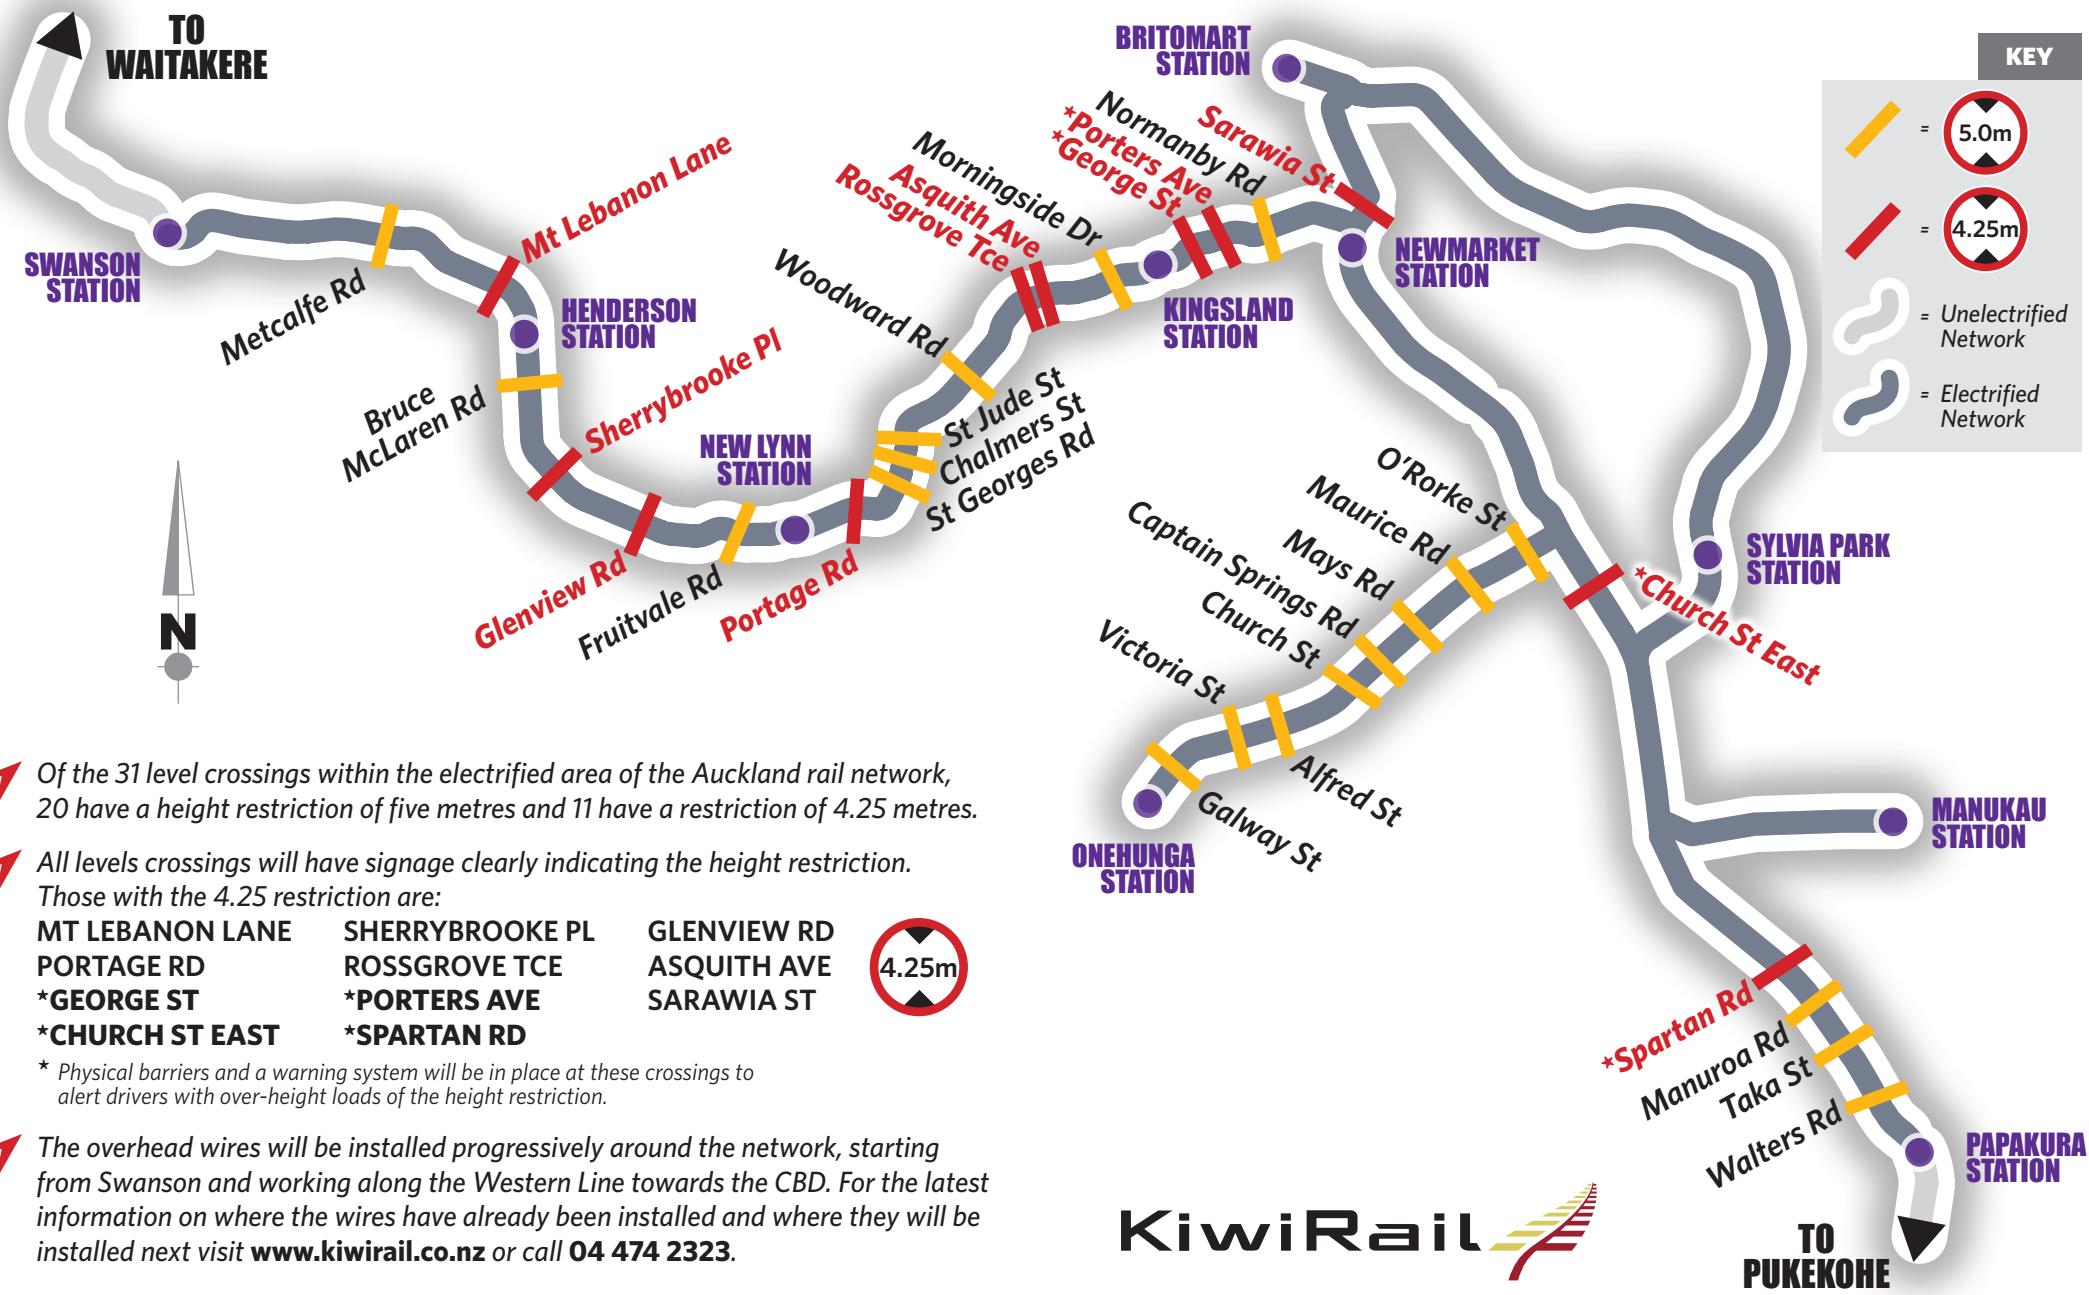 TO
WAITAKERE
BRITOMART
STATION
KEY
5.0m
=
4.25m
=
= Unelectrified
Network
= Electrified
Network
SWANSON
STATION
Metcalfe Rd
Mt Lebanon Lane
HENDERSON
STATION
Bruce
McLaren Rd
Sherrybrooke Pl
Glenview Rd
Fruitvale Rd
NEW LYNN
STATION
Portage Rd
St Georges Rd
Chalmers St
St Jude St
Woodward Rd
Rossgrove Tce
Asquith Ave
Morningside Dr
KINGSLAND
STATION
*George St
*Porters Ave
Normanby Rd
Sarawia St
NEWMARKET
STATION
O'Rorke St
Maurice Rd
Mays Rd
Captain Springs Rd
Church St
Victoria St
Alfred St
Galway St
ONEHUNGA
STATION
*Church St East
SYLVIA PARK
STATION
MANUKAU
STATION
*Spartan Rd
Manuroa Rd
Taka St
Walters Rd
PAPAKURA
STATION
TO
PUKEKOHE
N
Of the 31 level crossings within the electrified area of the Auckland rail network,
20 have a height restriction of five metres and 11 have a restriction of 4.25 metres.
All levels crossings will have signage clearly indicating the height restriction.
Those with the 4.25 restriction are:
MT LEBANON LANE SHERRYBROOKE PL GLENVIEW RD
PORTAGE RD ROSSGROVE TCE ASQUITH AVE
*GEORGE ST *PORTERS AVE SARAWIA ST
*CHURCH ST EAST *SPARTAN RD
4.25m
* Physical barriers and a warning system will be in place at these crossings to
alert drivers with over-height loads of the height restriction.
The overhead wires will be installed progressively around the network, starting
from Swanson and working along the Western Line towards the CBD. For the latest
information on where the wires have already been installed and where they will be
installed next visit www.kiwirail.co.nz or call 04 474 2323.
KiwiRail